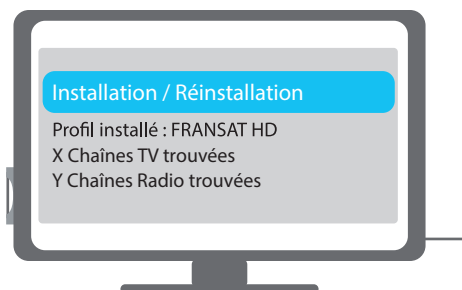 Installation / Réinstallation
Profil installé : FRANSAT HD
X Chaînes TV trouvées
Y Chaînes Radio trouvées